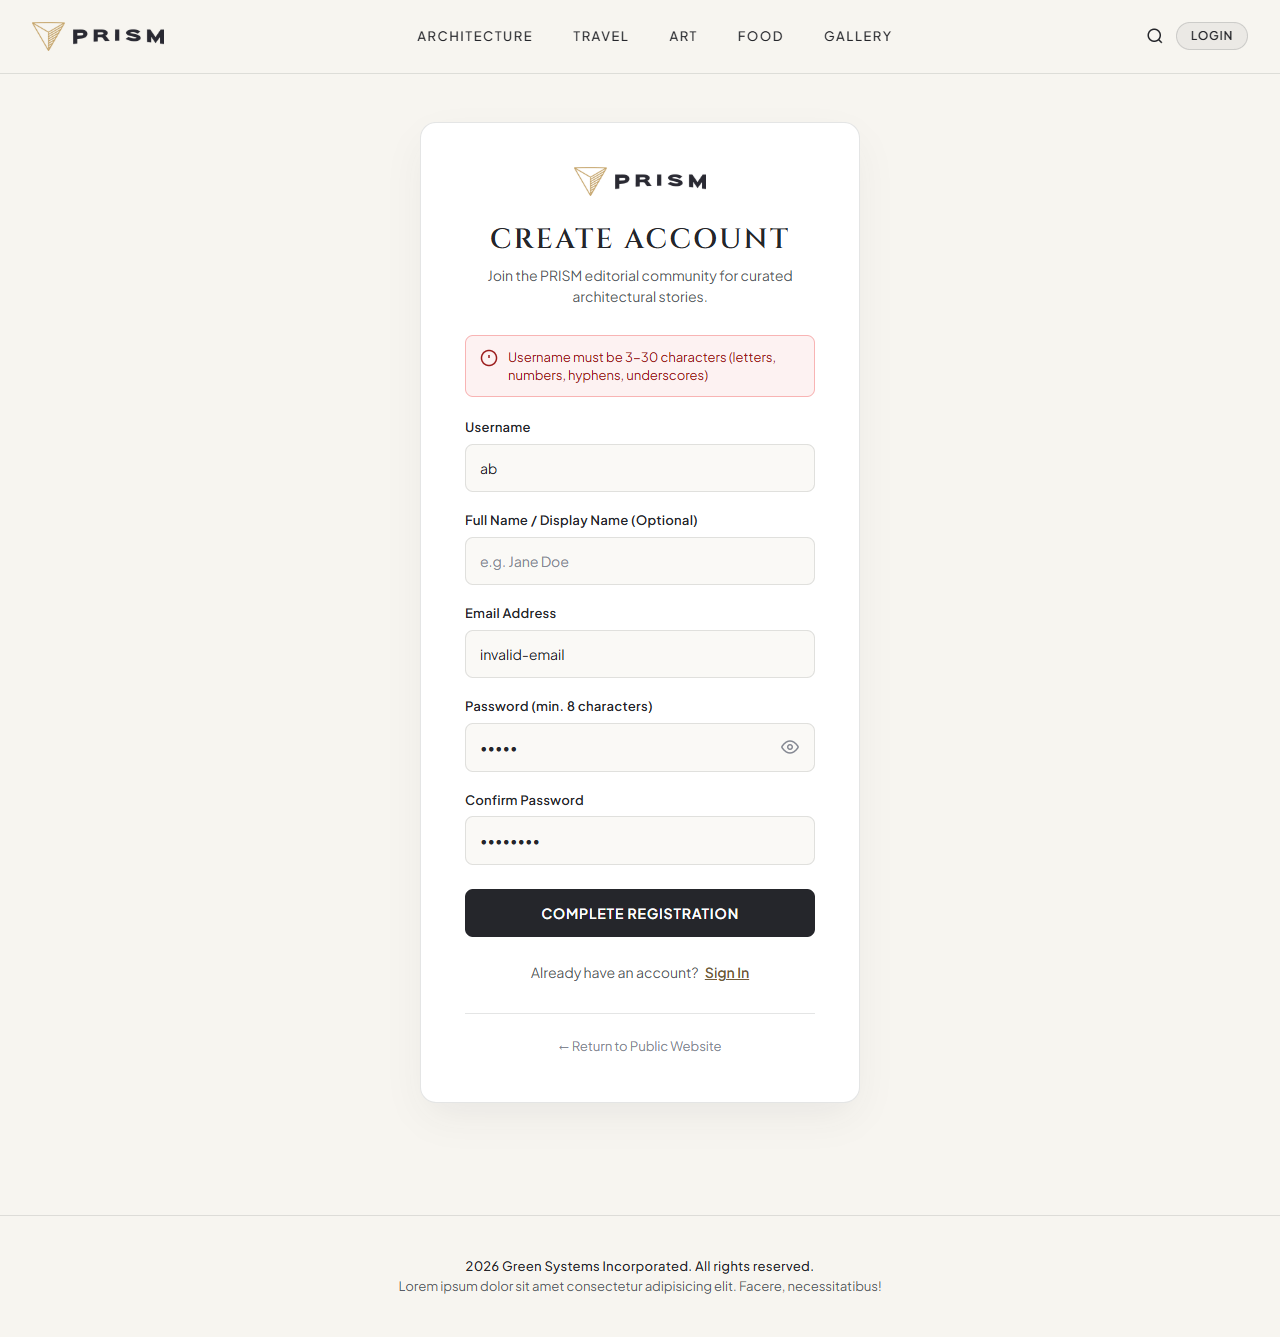 PRISM
ARCHITECTURE TRAVEL ART FOOD GALLERY
LOGIN
PRISM
CREATE ACCOUNT
Join the PRISM editorial community for curated
architectural stories.
Username must be 3–30 characters (letters,
numbers, hyphens, underscores)
Username
ab
Full Name / Display Name (Optional)
e.g. Jane Doe
Email Address
invalid-email
Password (min. 8 characters)
•••••
Confirm Password
••••••••
COMPLETE REGISTRATION
Already have an account? Sign In
← Return to Public Website
2026 Green Systems Incorporated. All rights reserved.
Lorem ipsum dolor sit amet consectetur adipisicing elit. Facere, necessitatibus!